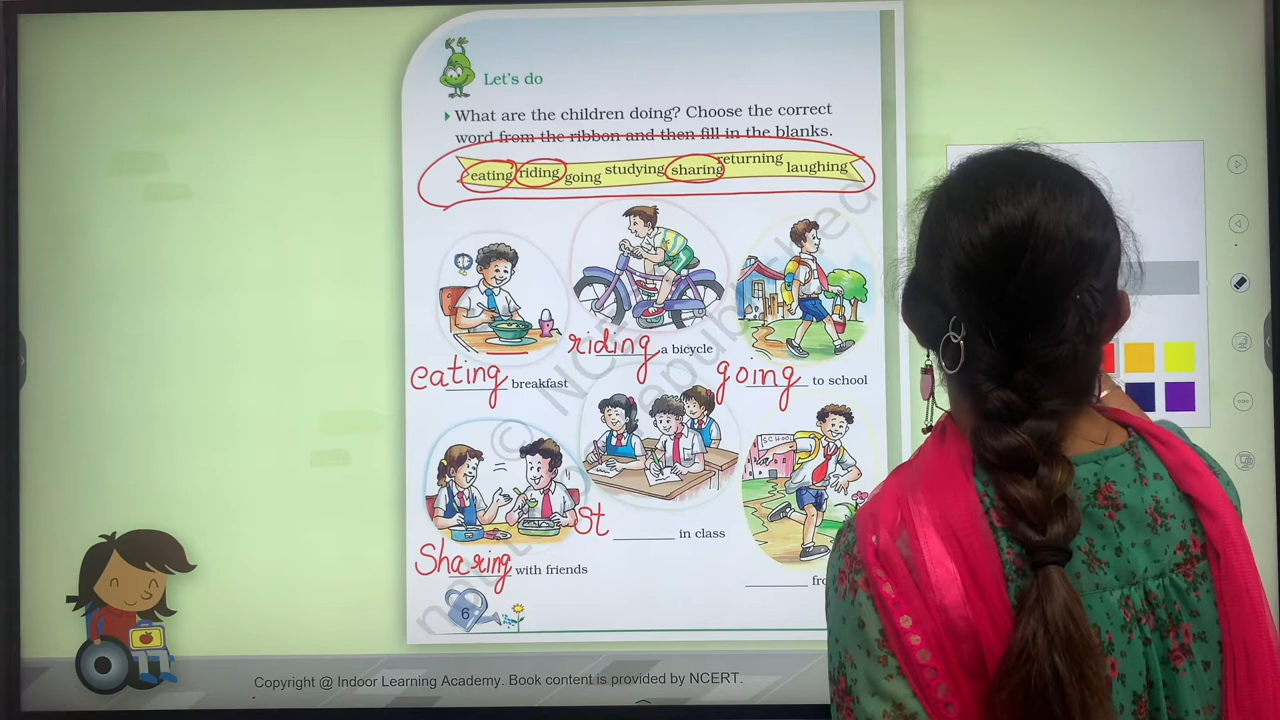 Let's do
What are the children doing? Choose the correct
word from the ribbon and then fill in the blanks.
eating riding going studying sharing returning laughing
riding a bicycle
eating breakfast
going to school
SCHOOL
St in class
Sharing with friends
6
Copyright @ Indoor Learning Academy. Book content is provided by NCERT.